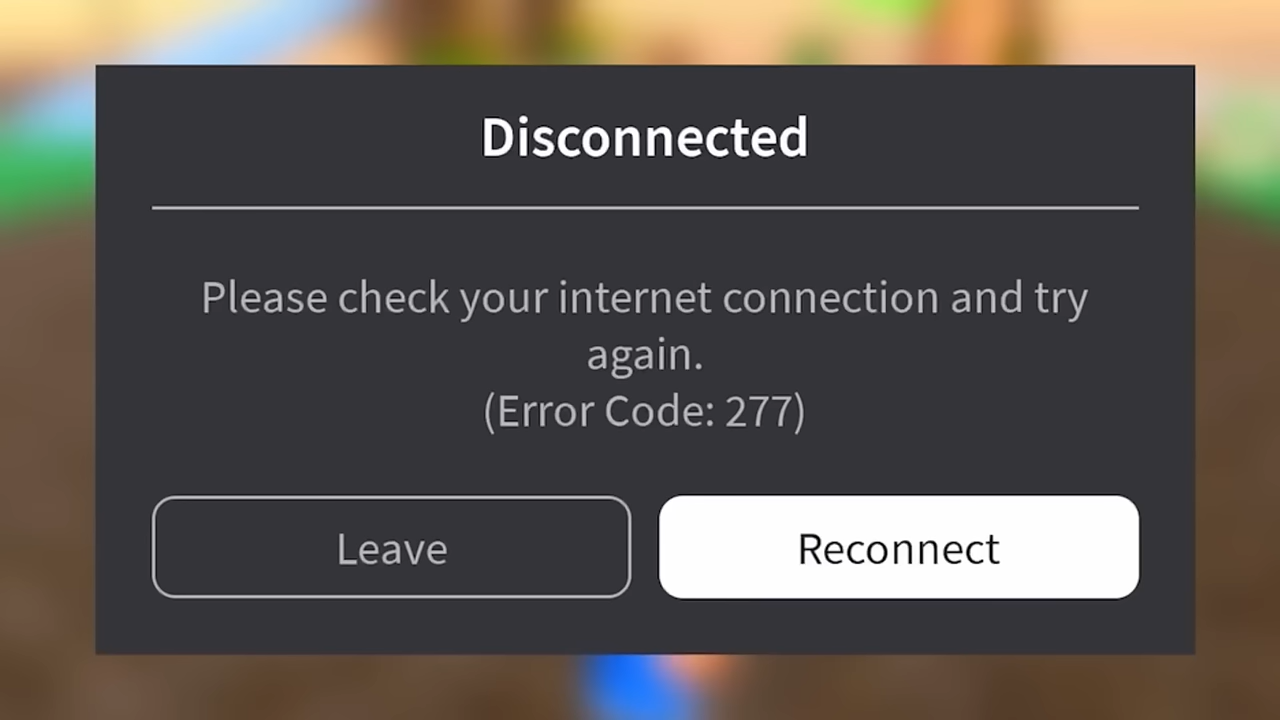 Disconnected
Please check your internet connection and try
again.
(Error Code: 277)
Leave
Reconnect